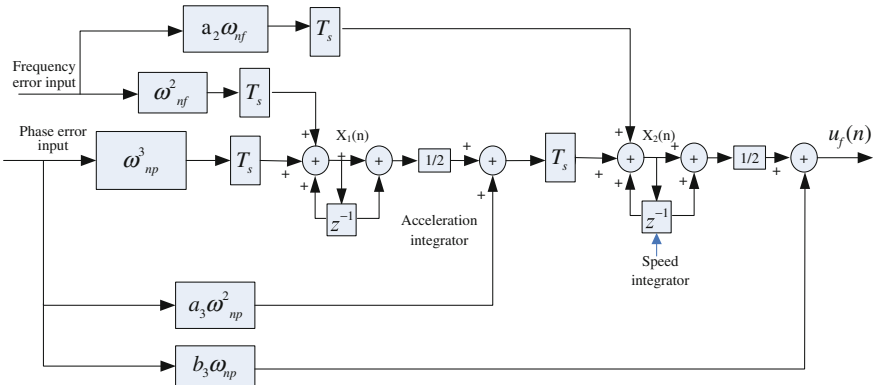 a₂ω_nf
T_s
Frequency
error input
ω²_nf
T_s
Phase error
input
ω³_np
T_s
+
+
+
+
X₁(n)
+
+
1/2
+
+
+
T_s
+
+
+
+
X₂(n)
+
+
+
1/2
+
+
+
u_f(n)
z⁻¹
Acceleration
integrator
z⁻¹
Speed
integrator
a₃ω²_np
b₃ω_np